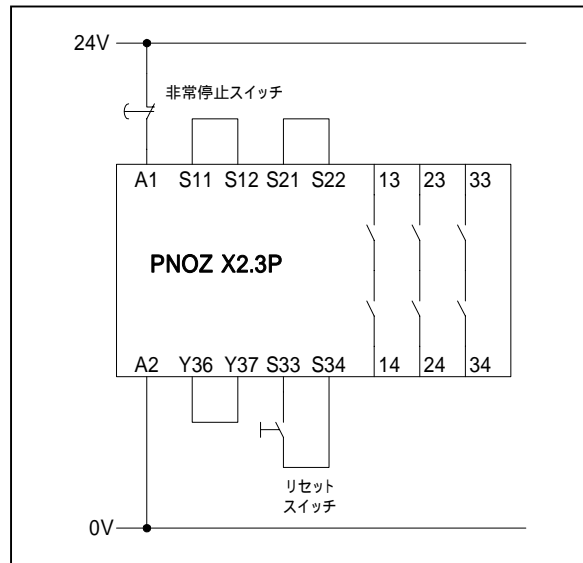 24V
非常停止スイッチ
A1 S11 S12 S21 S22 13 23 33
PNOZ X2.3P
A2 Y36 Y37 S33 S34 14 24 34
リセット
スイッチ
0V